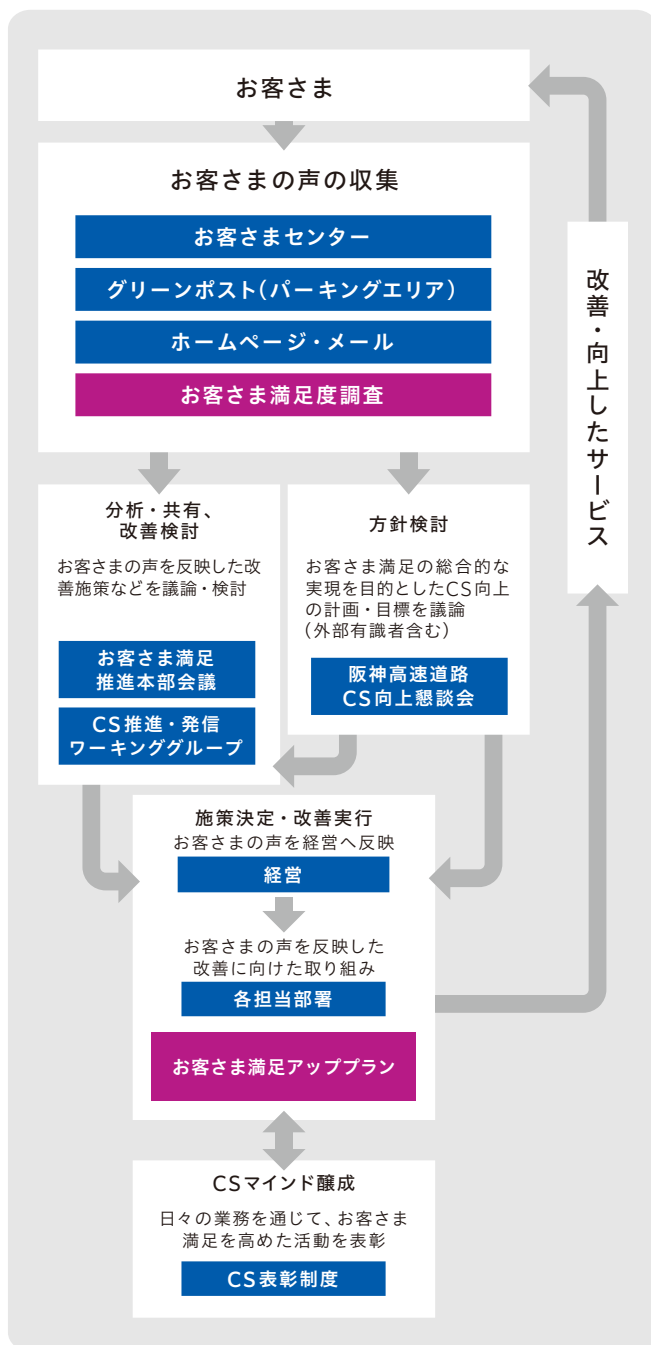 お客さま
お客さまの声の収集
お客さまセンター
グリーンポスト(パーキングエリア)
ホームページ・メール
お客さま満足度調査
改善・向上したサービス
分析・共有、
改善検討
お客さまの声を反映した改
善施策などを議論・検討
お客さま満足
推進本部会議
CS推進・発信
ワーキンググループ
方針検討
お客さま満足の総合的な
実現を目的としたCS向上
の計画・目標を議論
(外部有識者含む)
阪神高速道路
CS向上懇談会
施策決定・改善実行
お客さまの声を経営へ反映
経営
お客さまの声を反映した
改善に向けた取り組み
各担当部署
お客さま満足アッププラン
CSマインド醸成
日々の業務を通じて、お客さま
満足を高めた活動を表彰
CS表彰制度